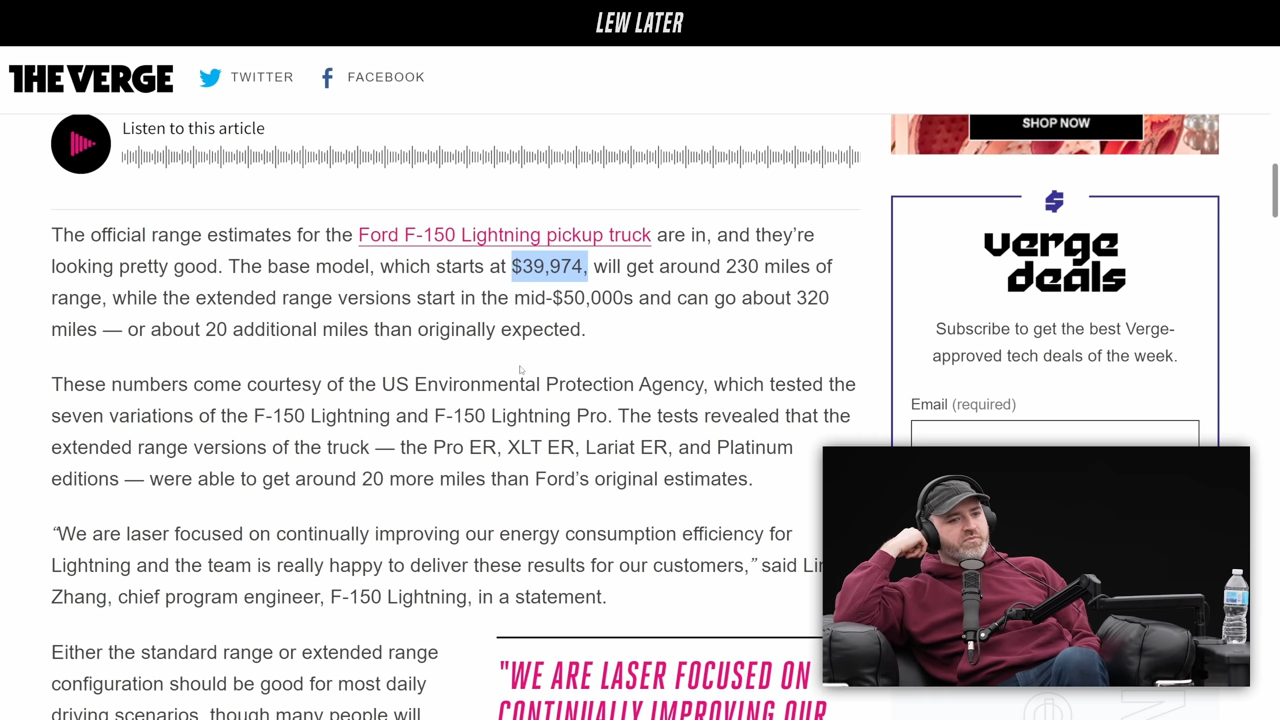 LEW LATER
THE VERGE
TWITTER
FACEBOOK
Listen to this article
SHOP NOW
The official range estimates for the Ford F-150 Lightning pickup truck are in, and they’re
looking pretty good. The base model, which starts at $39,974, will get around 230 miles of
range, while the extended range versions start in the mid-$50,000s and can go about 320
miles — or about 20 additional miles than originally expected.
These numbers come courtesy of the US Environmental Protection Agency, which tested the
seven variations of the F-150 Lightning and F-150 Lightning Pro. The tests revealed that the
extended range versions of the truck — the Pro ER, XLT ER, Lariat ER, and Platinum
editions — were able to get around 20 more miles than Ford’s original estimates.
“We are laser focused on continually improving our energy consumption efficiency for
Lightning and the team is really happy to deliver these results for our customers,” said
Zhang, chief program engineer, F-150 Lightning, in a statement.
Either the standard range or extended range
configuration should be good for most daily
driving scenarios, though many people will
"WE ARE LASER FOCUSED ON
CONTINUALLY IMPROVING OUR
$
verge
deals
Subscribe to get the best Verge-
approved tech deals of the week.
Email (required)